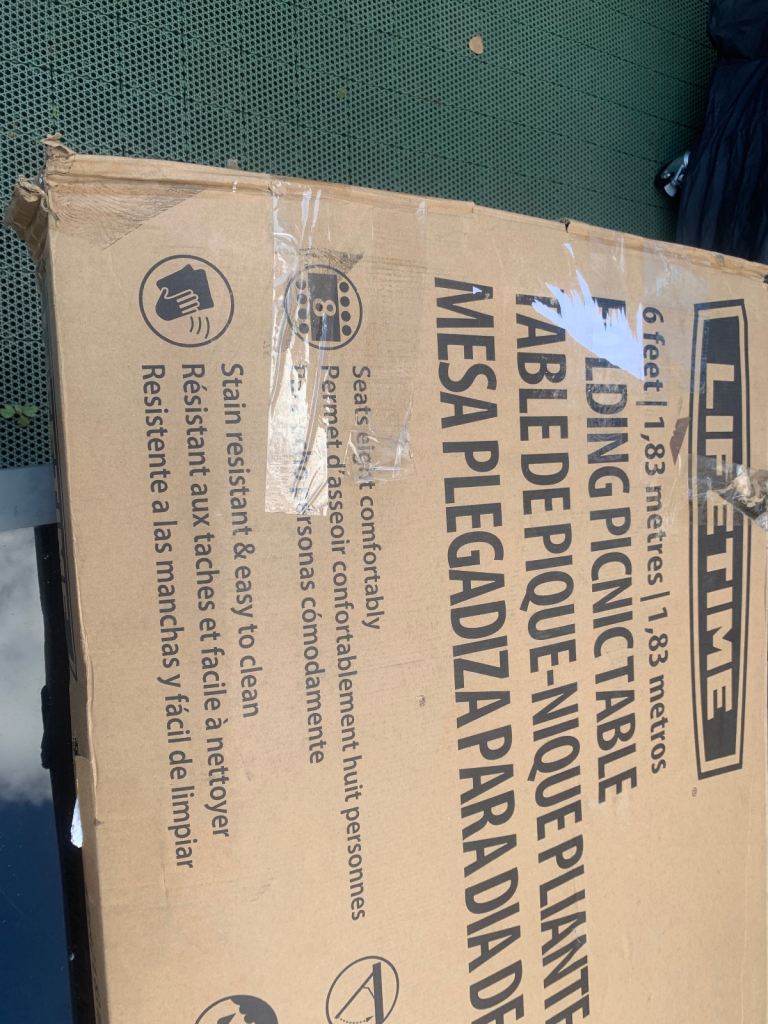 LIFETIME
6 feet | 1,83 metres | 1,83 metros
PICNIC TABLE
TABLE DE PIQUE-NIQUE PLIANTE
MESA PLEGADIZA PARA DIA DE
8
Seats eight comfortably
Permet d'asseoir confortablement huit personnes
cómodamente
Stain resistant & easy to clean
Résistant aux taches et facile à nettoyer
Resistente a las manchas y fácil de limpiar